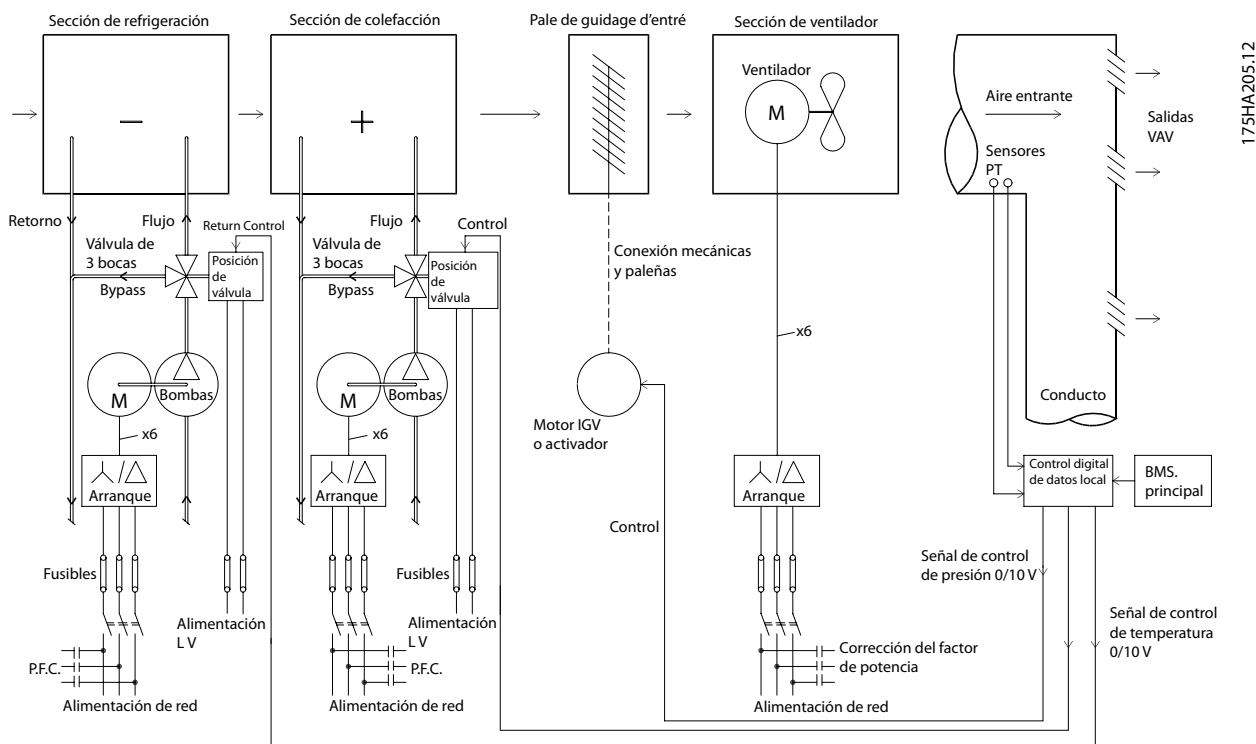 Sección de refrigeración
Sección de colefacción
Pale de guidage d'entré
Sección de ventilador
175HA205.12
Ventilador
M
−
+
Aire entrante
Salidas
VAV
Sensores
PT
Retorno
Flujo
Return Control
Válvula de
3 bocas
Bypass
Posición
de
válvula
Flujo
Control
Válvula de
3 bocas
Bypass
Posición
de
válvula
Conexión mecánicas
y paleñas
x6
M
Bombas
M
Bombas
Motor IGV
o activador
Conducto
x6
x6
Arranque
Arranque
Arranque
Control digital
de datos local
BMS.
principal
Control
Fusibles
Fusibles
Señal de control
de presión 0/10 V
Alimentación
L V
Alimentación
L V
Señal de control
de temperatura
0/10 V
P.F.C.
P.F.C.
Corrección del factor
de potencia
Alimentación de red
Alimentación de red
Alimentación de red